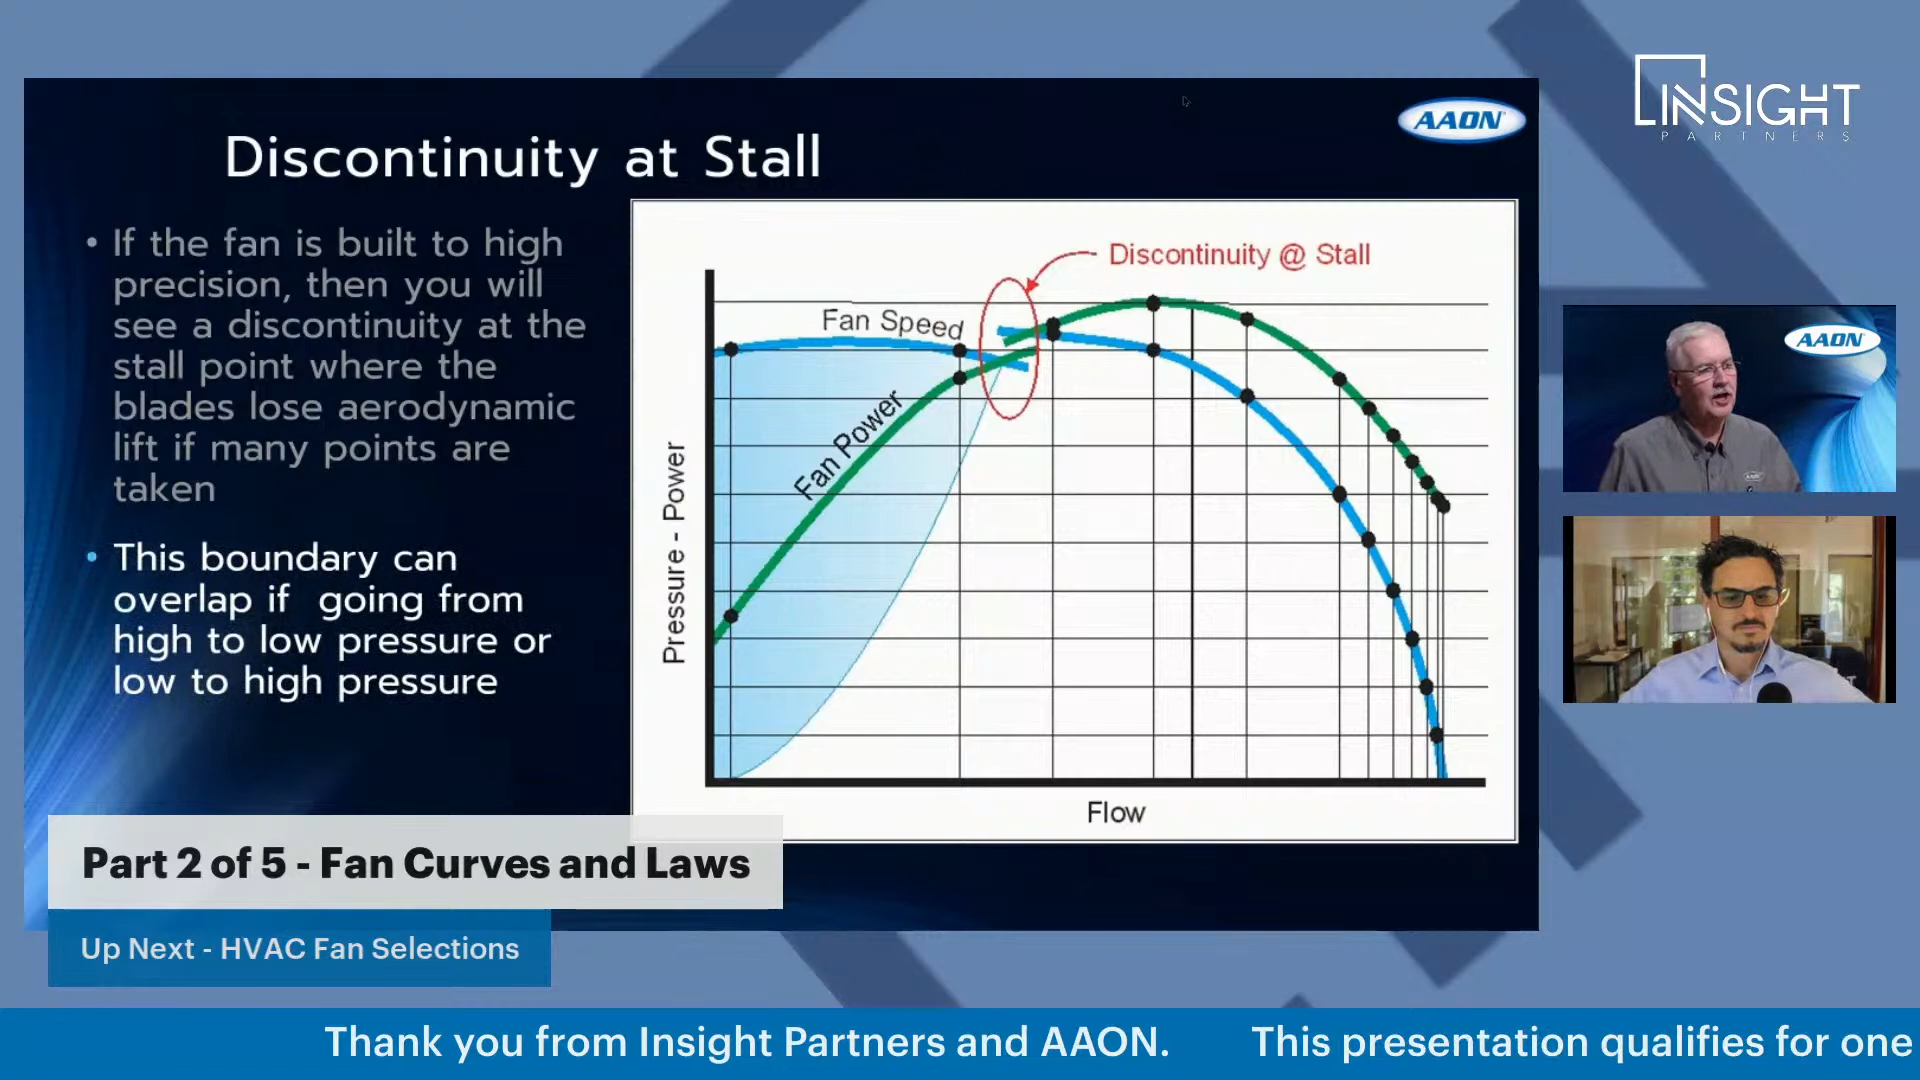 INSIGHT
PARTNERS
AAON
Discontinuity at Stall
• If the fan is built to high
precision, then you will
see a discontinuity at the
stall point where the
blades lose aerodynamic
lift if many points are
taken
• This boundary can
overlap if  going from
high to low pressure or
low to high pressure
Discontinuity @ Stall
Fan Speed
Fan Power
Pressure - Power
Flow
AAON
Part 2 of 5 - Fan Curves and Laws
Up Next - HVAC Fan Selections
Thank you from Insight Partners and AAON.
This presentation qualifies for one